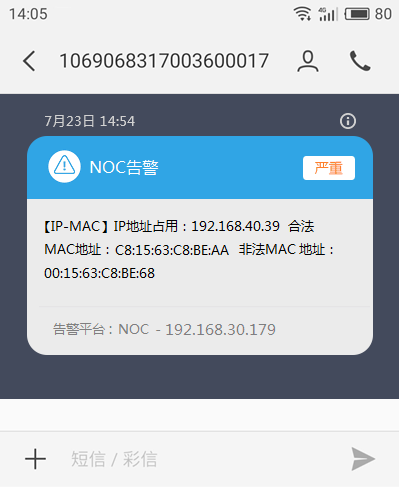 14:05 4G 80
1069068317003600017
7月23日 14:54
NOC告警 严重
【IP-MAC】IP地址占用：192.168.40.39 合法
MAC地址：C8:15:63:C8:BE:AA 非法MAC 地址：
00:15:63:C8:BE:68
告警平台：NOC - 192.168.30.179
短信 / 彩信